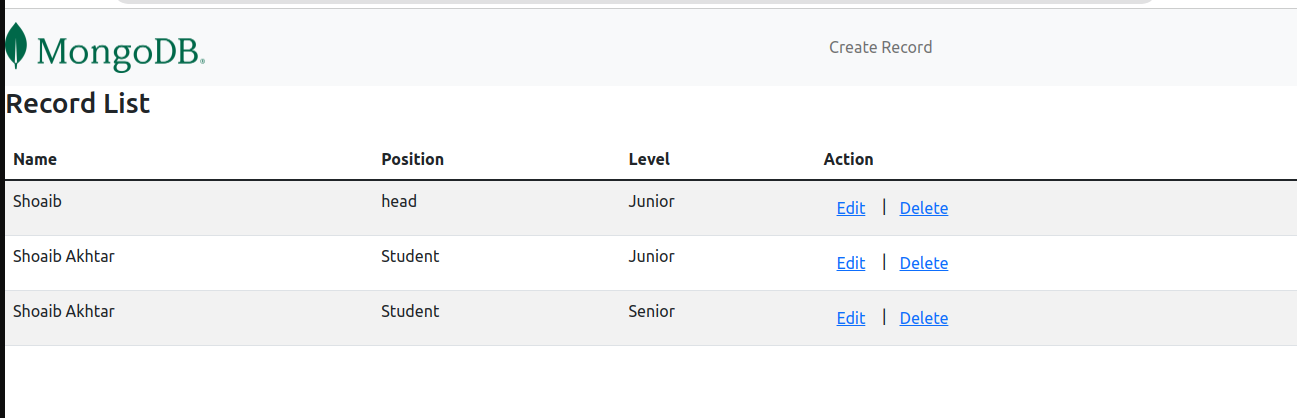 MongoDB®
Create Record
Record List
Name Position Level Action
Shoaib head Junior Edit | Delete
Shoaib Akhtar Student Junior Edit | Delete
Shoaib Akhtar Student Senior Edit | Delete